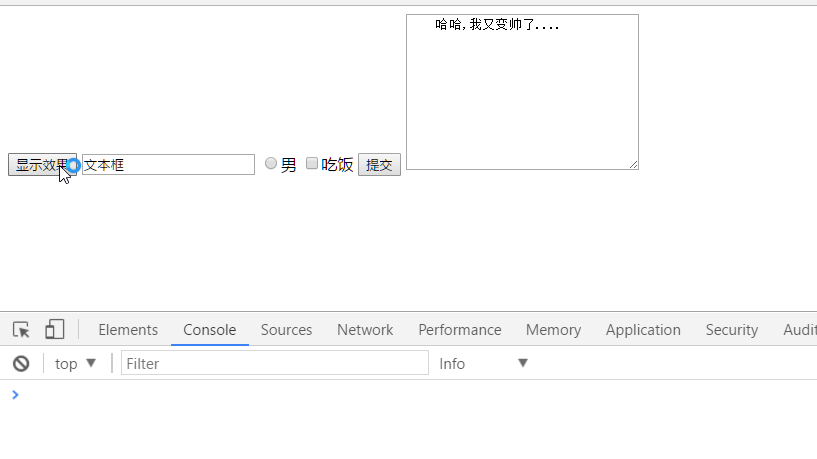 哈哈,我又变帅了....
显示效果 文本框 男 吃饭 提交
Elements Console Sources Network Performance Memory Application Security Audit
top Filter Info